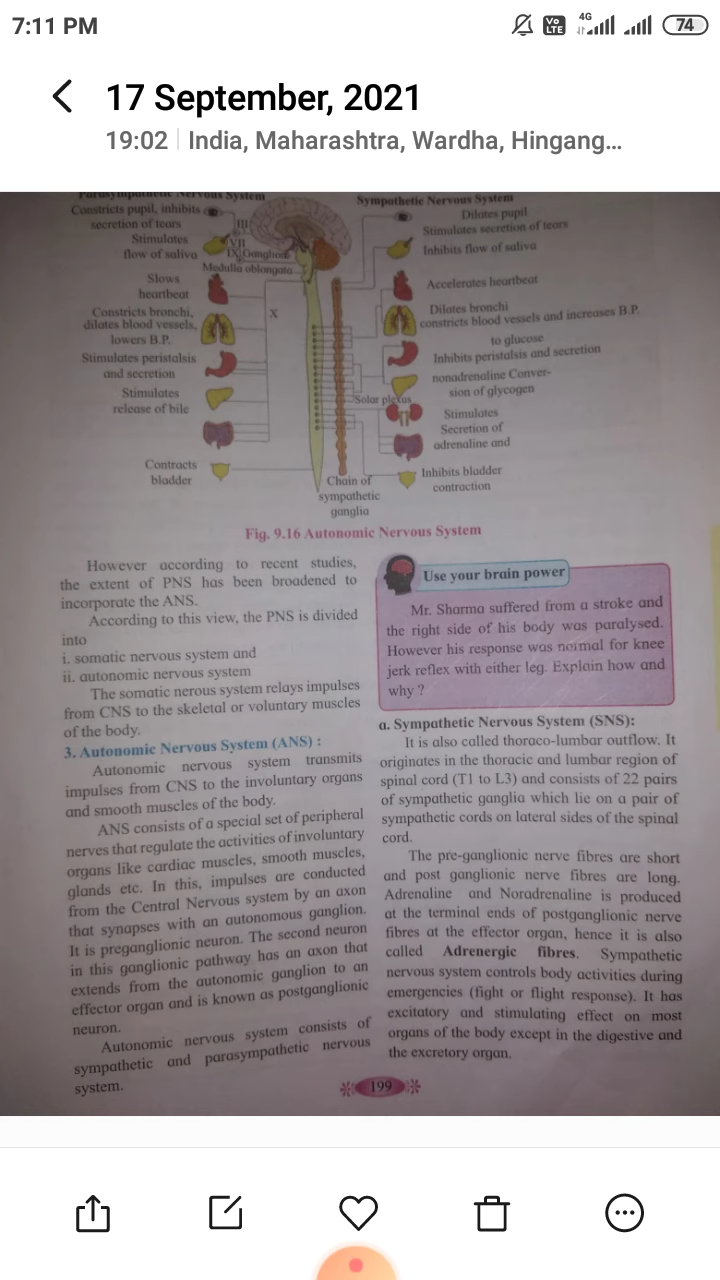 7:11 PM
Vo LTE 4G 74
17 September, 2021
19:02 India, Maharashtra, Wardha, Hingang...
Parasympathetic Nervous System
Constricts pupil, inhibits
secretion of tears
Stimulates
flow of saliva
Slows
heartbeat
Constricts bronchi,
dilates blood vessels,
lowers B.P.
Stimulates peristalsis
and secretion
Stimulates
release of bile
Contracts
bladder
III
VII
IX Ganglion
Medulla oblongata
X
Solar plexus
Chain of
sympathetic
ganglia
Sympathetic Nervous System
Dilates pupil
Stimulates secretion of tears
Inhibits flow of saliva
Accelerates heartbeat
Dilates bronchi
constricts blood vessels and increases B.P.
to glucose
Inhibits peristalsis and secretion
nonadrenaline Conver-
sion of glycogen
Stimulates
Secretion of
adrenaline and
Inhibits bladder
contraction
Fig. 9.16 Autonomic Nervous System
However according to recent studies,
the extent of PNS has been broadened to
incorporate the ANS.
According to this view, the PNS is divided
into
i. somatic nervous system and
ii. autonomic nervous system
The somatic nerous system relays impulses
from CNS to the skeletal or voluntary muscles
of the body.
3. Autonomic Nervous System (ANS) :
Autonomic nervous system transmits
impulses from CNS to the involuntary organs
and smooth muscles of the body.
ANS consists of a special set of peripheral
nerves that regulate the activities of involuntary
organs like cardiac muscles, smooth muscles,
glands etc. In this, impulses are conducted
from the Central Nervous system by an axon
that synapses with an autonomous ganglion.
It is preganglionic neuron. The second neuron
in this ganglionic pathway has an axon that
extends from the autonomic ganglion to an
effector organ and is known as postganglionic
neuron.
Autonomic nervous system consists of
sympathetic and parasympathetic nervous
system.
Use your brain power
Mr. Sharma suffered from a stroke and
the right side of his body was paralysed.
However his response was normal for knee
jerk reflex with either leg. Explain how and
why ?
a. Sympathetic Nervous System (SNS):
It is also called thoraco-lumbar outflow. It
originates in the thoracic and lumbar region of
spinal cord (T1 to L3) and consists of 22 pairs
of sympathetic ganglia which lie on a pair of
sympathetic cords on lateral sides of the spinal
cord.
The pre-ganglionic nerve fibres are short
and post ganglionic nerve fibres are long.
Adrenaline and Noradrenaline is produced
at the terminal ends of postganglionic nerve
fibres at the effector organ, hence it is also
called Adrenergic fibres. Sympathetic
nervous system controls body activities during
emergencies (fight or flight response). It has
excitatory and stimulating effect on most
organs of the body except in the digestive and
the excretory organ.
199